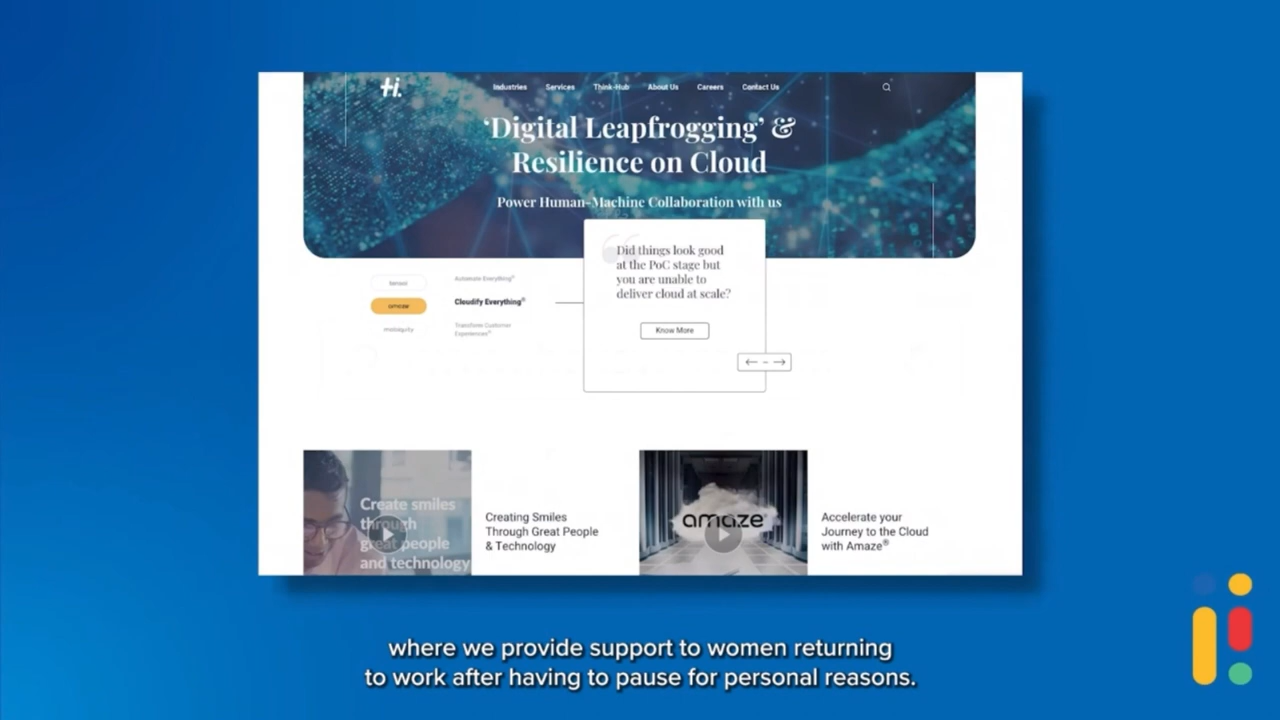 Hi.
Industries Services Think-Hub About Us Careers Contact Us
‘Digital Leapfrogging’ &
Resilience on Cloud
Power Human-Machine Collaboration with us
tensai
amaze
mobiquity
Automate Everything®
Cloudify Everything®
Transform Customer
Experiences®
Did things look good
at the PoC stage but
you are unable to
deliver cloud at scale?
Know More
Create smiles
through
great people
and technology
Creating Smiles
Through Great People
& Technology
amaze®
Accelerate your
Journey to the Cloud
with Amaze®
where we provide support to women returning
to work after having to pause for personal reasons.